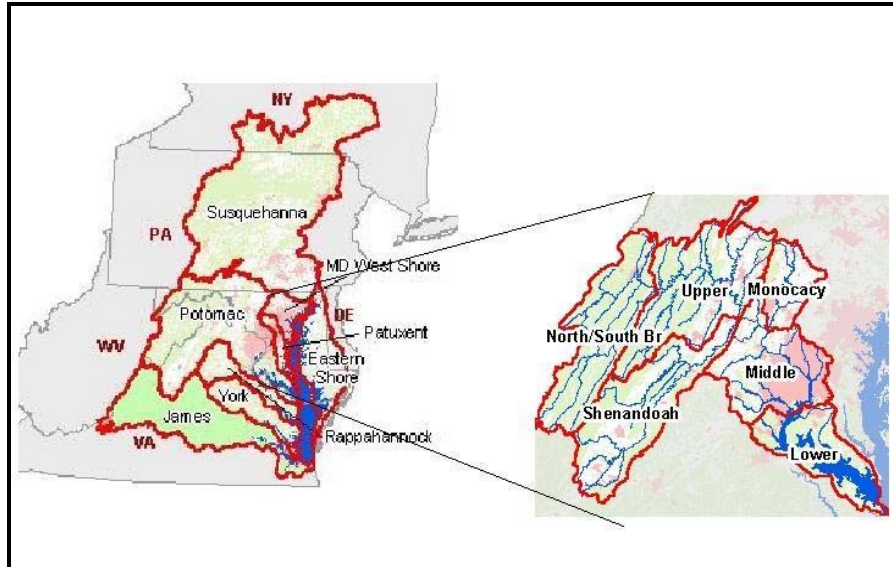 NY
Susquehanna
PA
MD West Shore
Potomac
DE
WV
Patuxent
Eastern
Shore
York
James
Rappahannock
VA
Upper
Monocacy
North/South Br
Middle
Shenandoah
Lower